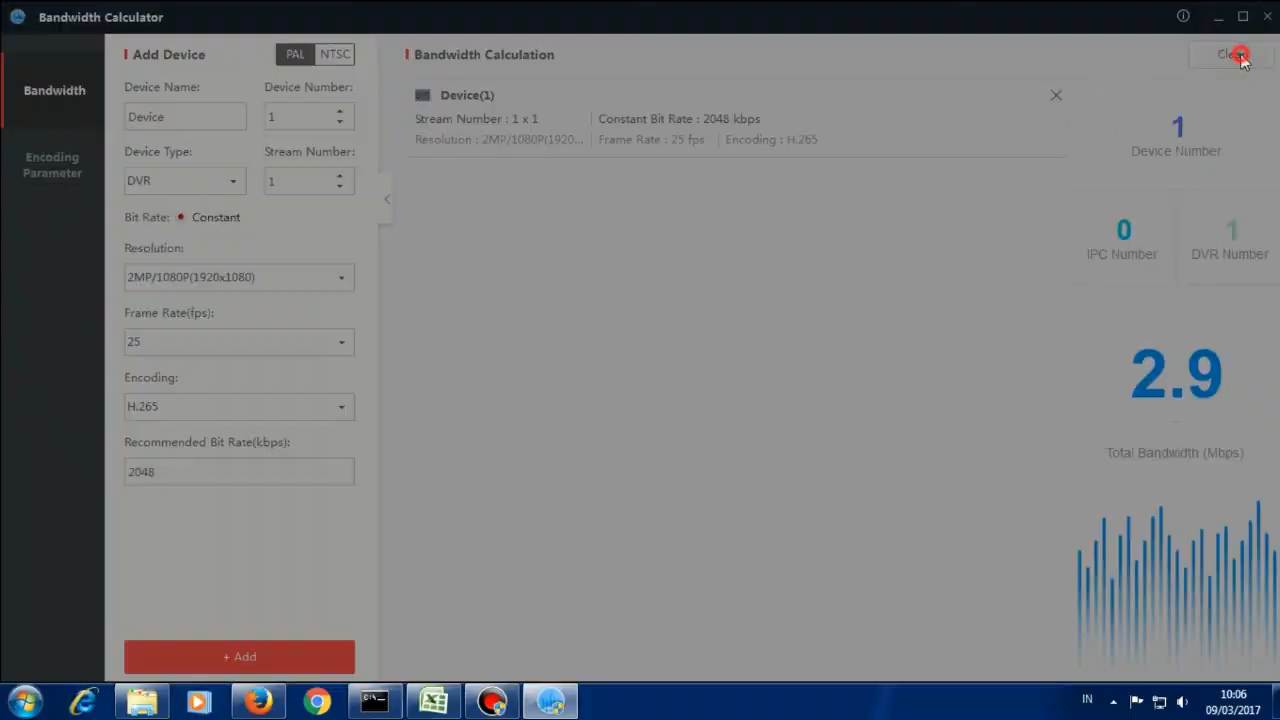 Bandwidth Calculator
Bandwidth
Encoding
Parameter
Add Device
PAL
NTSC
Device Name:
Device Number:
Device
1
Device Type:
Stream Number:
DVR
1
Bit Rate:
Constant
Resolution:
2MP/1080P(1920x1080)
Frame Rate(fps):
25
Encoding:
H.265
Recommended Bit Rate(kbps):
2048
+ Add
Bandwidth Calculation
Device(1)
Stream Number : 1 x 1
Constant Bit Rate : 2048 kbps
Resolution : 2MP/1080P(1920...
Frame Rate : 25 fps
Encoding : H.265
1
Device Number
0
IPC Number
1
DVR Number
2.9
Total Bandwidth (Mbps)
IN
10:06
09/03/2017